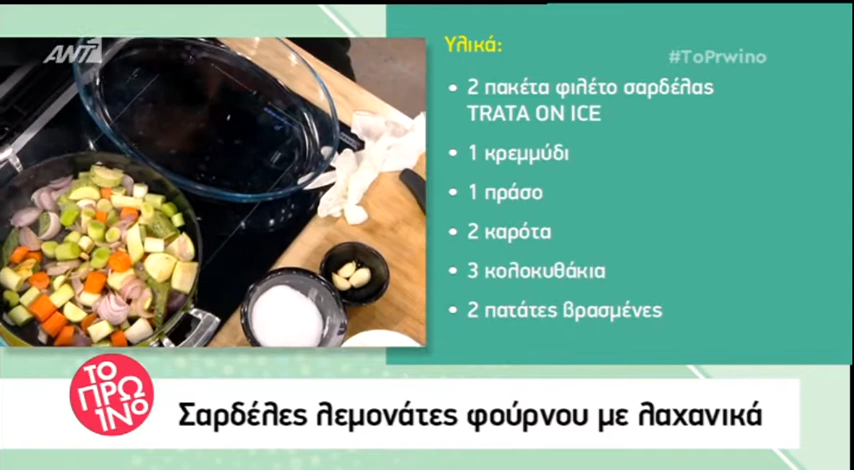 ANT1
Υλικά:
#ToPrwino
• 2 πακέτα φιλέτο σαρδέλας
TRATA ON ICE
• 1 κρεμμύδι
• 1 πράσο
• 2 καρότα
• 3 κολοκυθάκια
• 2 πατάτες βρασμένες
ΤΟ
ΠΡΩ
ΙΝΟ
Σαρδέλες λεμονάτες φούρνου με λαχανικά